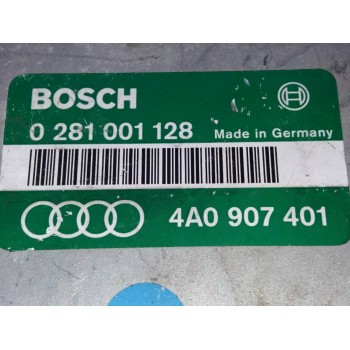 BOSCH
0 281 001 128 Made in Germany
4A0 907 401